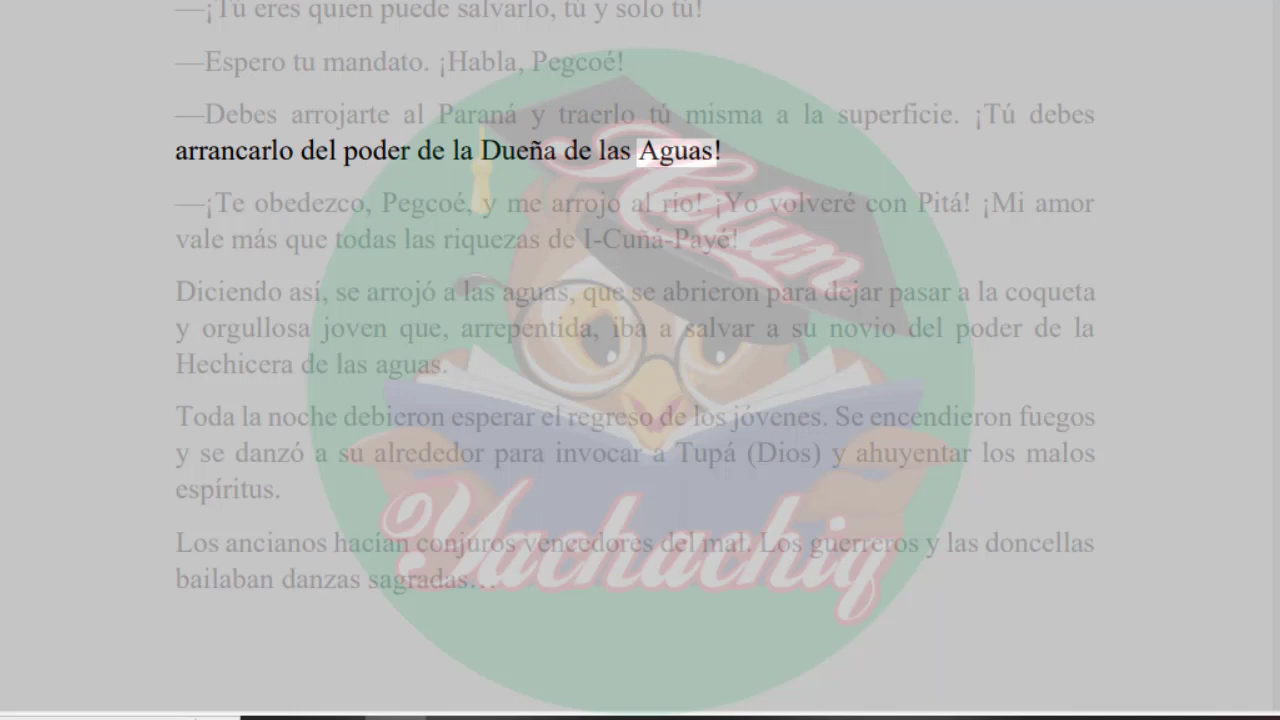 —¡Tú eres quien puede salvarlo, tú y solo tú!
—Espero tu mandato. ¡Habla, Pegcoé!
—Debes arrojarte al Paraná y traerlo tú misma a la superficie. ¡Tú debes
arrancarlo del poder de la Dueña de las Aguas!
—¡Te obedezco, Pegcoé, y me arrojo al río! ¡Yo volveré con Pitá! ¡Mi amor
vale más que todas las riquezas de I-Cuñá-Payé!
Diciendo así, se arrojó a las aguas, que se abrieron para dejar pasar a la coqueta
y orgullosa joven que, arrepentida, iba a salvar a su novio del poder de la
Hechicera de las aguas.
Toda la noche debieron esperar el regreso de los jóvenes. Se encendieron fuegos
y se danzó a su alrededor para invocar a Tupá (Dios) y ahuyentar los malos
espíritus.
Los ancianos hacían conjuros vencedores del mal. Los guerreros y las doncellas
bailaban danzas sagradas…
Hatun
Yachachiq